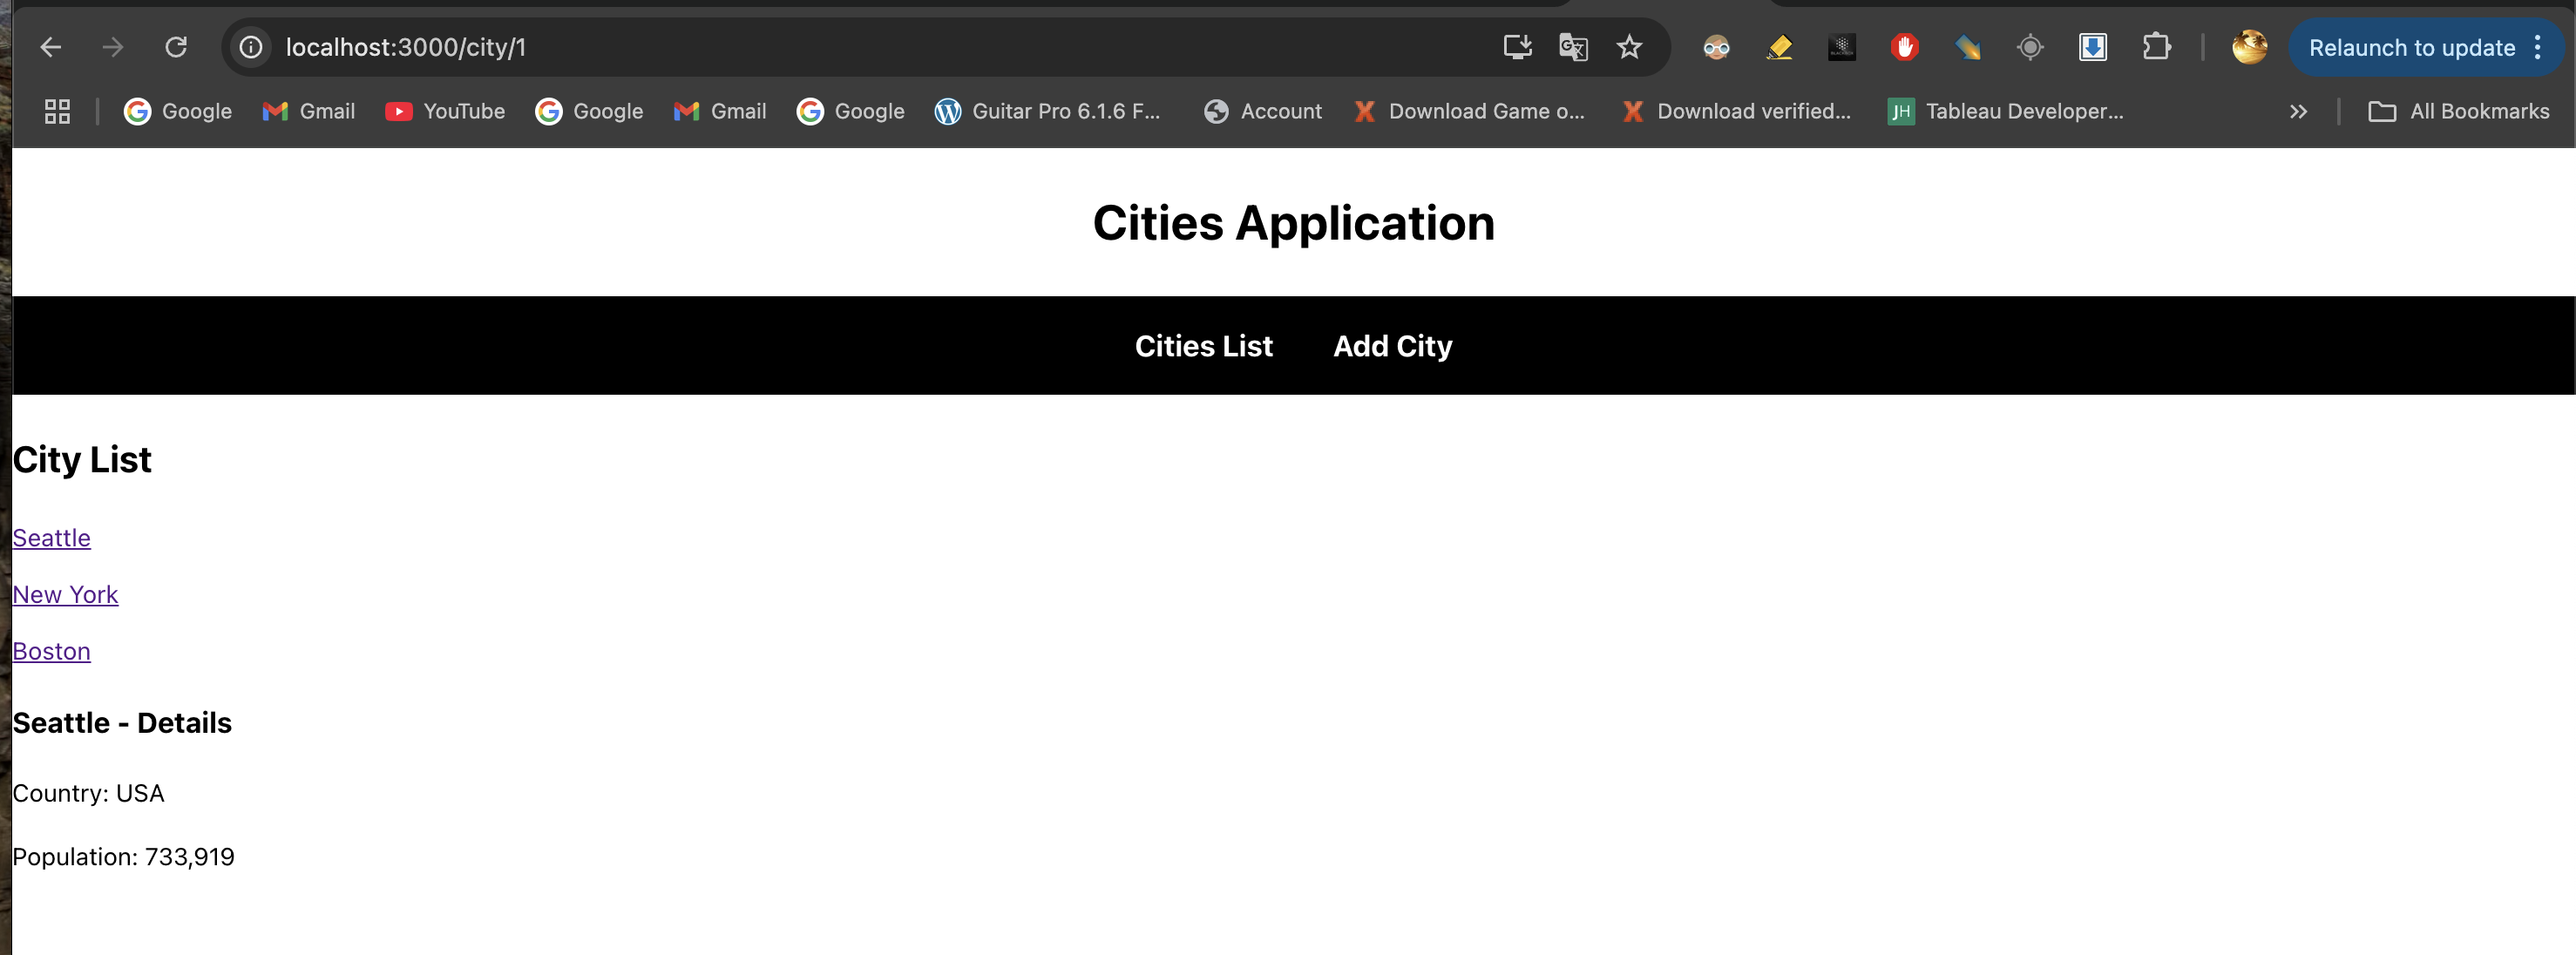 localhost:3000/city/1
Relaunch to update
Google Gmail YouTube Google Gmail Google Guitar Pro 6.1.6 F... Account Download Game o... Download verified... JH Tableau Developer... All Bookmarks
Cities Application
Cities List Add City
City List
Seattle
New York
Boston
Seattle - Details
Country: USA
Population: 733,919